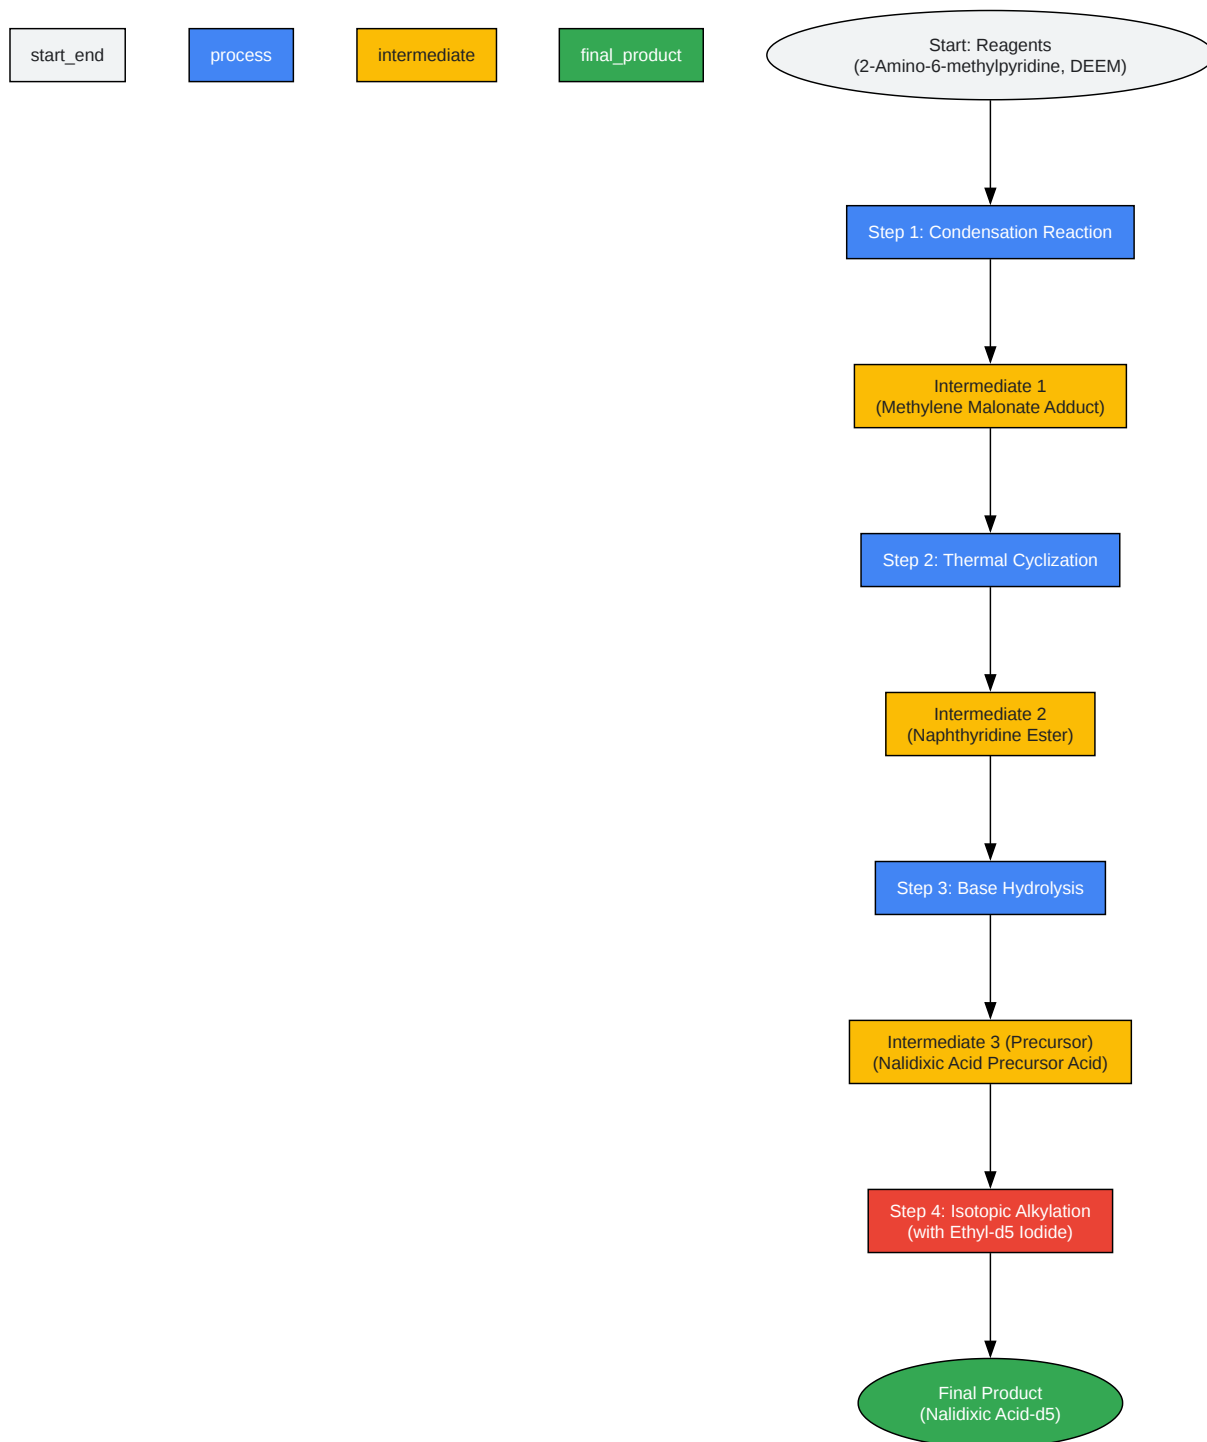 start_end
process
intermediate
final_product
Start: Reagents
(2-Amino-6-methylpyridine, DEEM)
Step 1: Condensation Reaction
Intermediate 1
(Methylene Malonate Adduct)
Step 2: Thermal Cyclization
Intermediate 2
(Naphthyridine Ester)
Step 3: Base Hydrolysis
Intermediate 3 (Precursor)
(Nalidixic Acid Precursor Acid)
Step 4: Isotopic Alkylation
(with Ethyl-d5 Iodide)
Final Product
(Nalidixic Acid-d5)